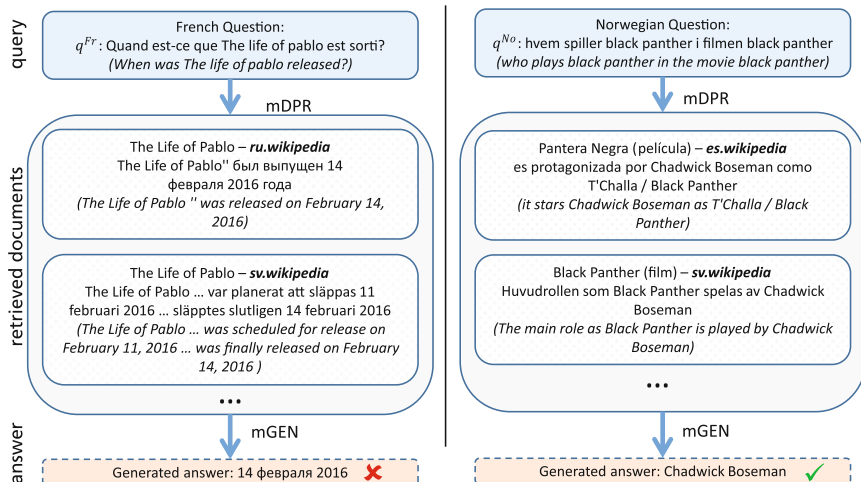 query
French Question:
q^Fr: Quand est-ce que The life of pablo est sorti?
(When was The life of pablo released?)
mDPR
retrieved documents
The Life of Pablo – ru.wikipedia
The Life of Pablo'' был выпущен 14
февраля 2016 года
(The Life of Pablo '' was released on February 14,
2016)
The Life of Pablo – sv.wikipedia
The Life of Pablo ... var planerat att släppas 11
februari 2016 ... släpptes slutligen 14 februari 2016
(The Life of Pablo ... was scheduled for release on
February 11, 2016 ... was finally released on February
14, 2016 )
...
mGEN
answer
Generated answer: 14 февраля 2016 ✘
Norwegian Question:
q^No: hvem spiller black panther i filmen black panther
(who plays black panther in the movie black panther)
mDPR
Pantera Negra (película) – es.wikipedia
es protagonizada por Chadwick Boseman como
T'Challa / Black Panther
(it stars Chadwick Boseman as T'Challa / Black
Panther)
Black Panther (film) – sv.wikipedia
Huvudrollen som Black Panther spelas av Chadwick
Boseman
(The main role as Black Panther is played by Chadwick
Boseman)
...
mGEN
Generated answer: Chadwick Boseman ✓